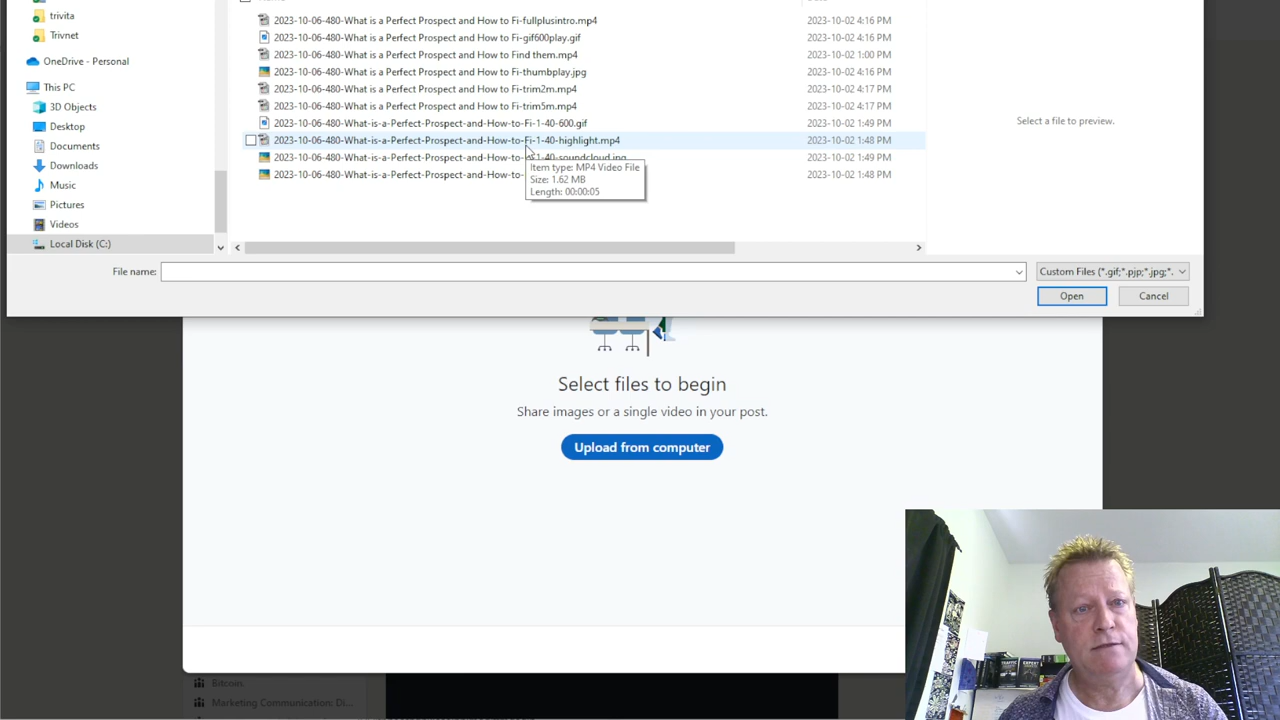 trivita
Trivnet
OneDrive - Personal
This PC
3D Objects
Desktop
Documents
Downloads
Music
Pictures
Videos
Local Disk (C:)
2023-10-06-480-What is a Perfect Prospect and How to Fi-fullplusintro.mp4 2023-10-02 4:16 PM
2023-10-06-480-What is a Perfect Prospect and How to Fi-gif600play.gif 2023-10-02 4:16 PM
2023-10-06-480-What is a Perfect Prospect and How to Find them.mp4 2023-10-02 1:00 PM
2023-10-06-480-What is a Perfect Prospect and How to Fi-thumbplay.jpg 2023-10-02 4:16 PM
2023-10-06-480-What is a Perfect Prospect and How to Fi-trim2m.mp4 2023-10-02 4:17 PM
2023-10-06-480-What is a Perfect Prospect and How to Fi-trim5m.mp4 2023-10-02 4:17 PM
2023-10-06-480-What-is-a-Perfect-Prospect-and-How-to-Fi-1-40-600.gif 2023-10-02 1:49 PM
2023-10-06-480-What-is-a-Perfect-Prospect-and-How-to-Fi-1-40-highlight.mp4 2023-10-02 1:48 PM
2023-10-06-480-What-is-a-Perfect-Prospect-and-How-to-Fi-1-40-soundcloud.jpg 2023-10-02 1:49 PM
2023-10-06-480-What-is-a-Perfect-Prospect-and-How-to- 2023-10-02 1:48 PM
Item type: MP4 Video File
Size: 1.62 MB
Length: 00:00:05
Select a file to preview.
File name:
Custom Files (*.gif;*.pjp;*.jpg;*.
Open
Cancel
Select files to begin
Share images or a single video in your post.
Upload from computer
Bitcoin.
Marketing Communication: Di...
TRAFFIC
EXPERT